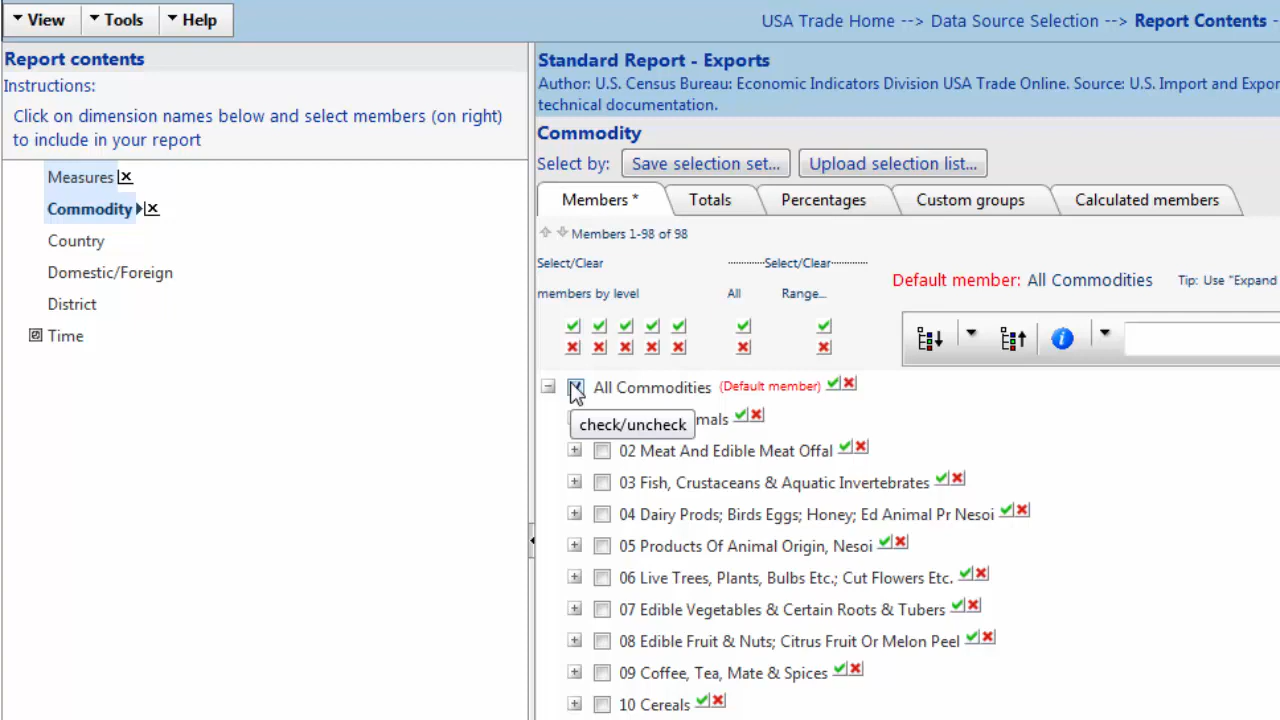 View Tools Help
USA Trade Home --> Data Source Selection --> Report Contents -
Report contents
Instructions:
Click on dimension names below and select members (on right)
to include in your report
Measures
Commodity
Country
Domestic/Foreign
District
Time
Standard Report - Exports
Author: U.S. Census Bureau: Economic Indicators Division USA Trade Online. Source: U.S. Import and Expor
technical documentation.
Commodity
Select by: Save selection set... Upload selection list...
Members * Totals Percentages Custom groups Calculated members
Members 1-98 of 98
Select/Clear Select/Clear
members by level All Range...
Default member: All Commodities Tip: Use "Expand
All Commodities (Default member)
check/uncheck
mals
02 Meat And Edible Meat Offal
03 Fish, Crustaceans & Aquatic Invertebrates
04 Dairy Prods; Birds Eggs; Honey; Ed Animal Pr Nesoi
05 Products Of Animal Origin, Nesoi
06 Live Trees, Plants, Bulbs Etc.; Cut Flowers Etc.
07 Edible Vegetables & Certain Roots & Tubers
08 Edible Fruit & Nuts; Citrus Fruit Or Melon Peel
09 Coffee, Tea, Mate & Spices
10 Cereals